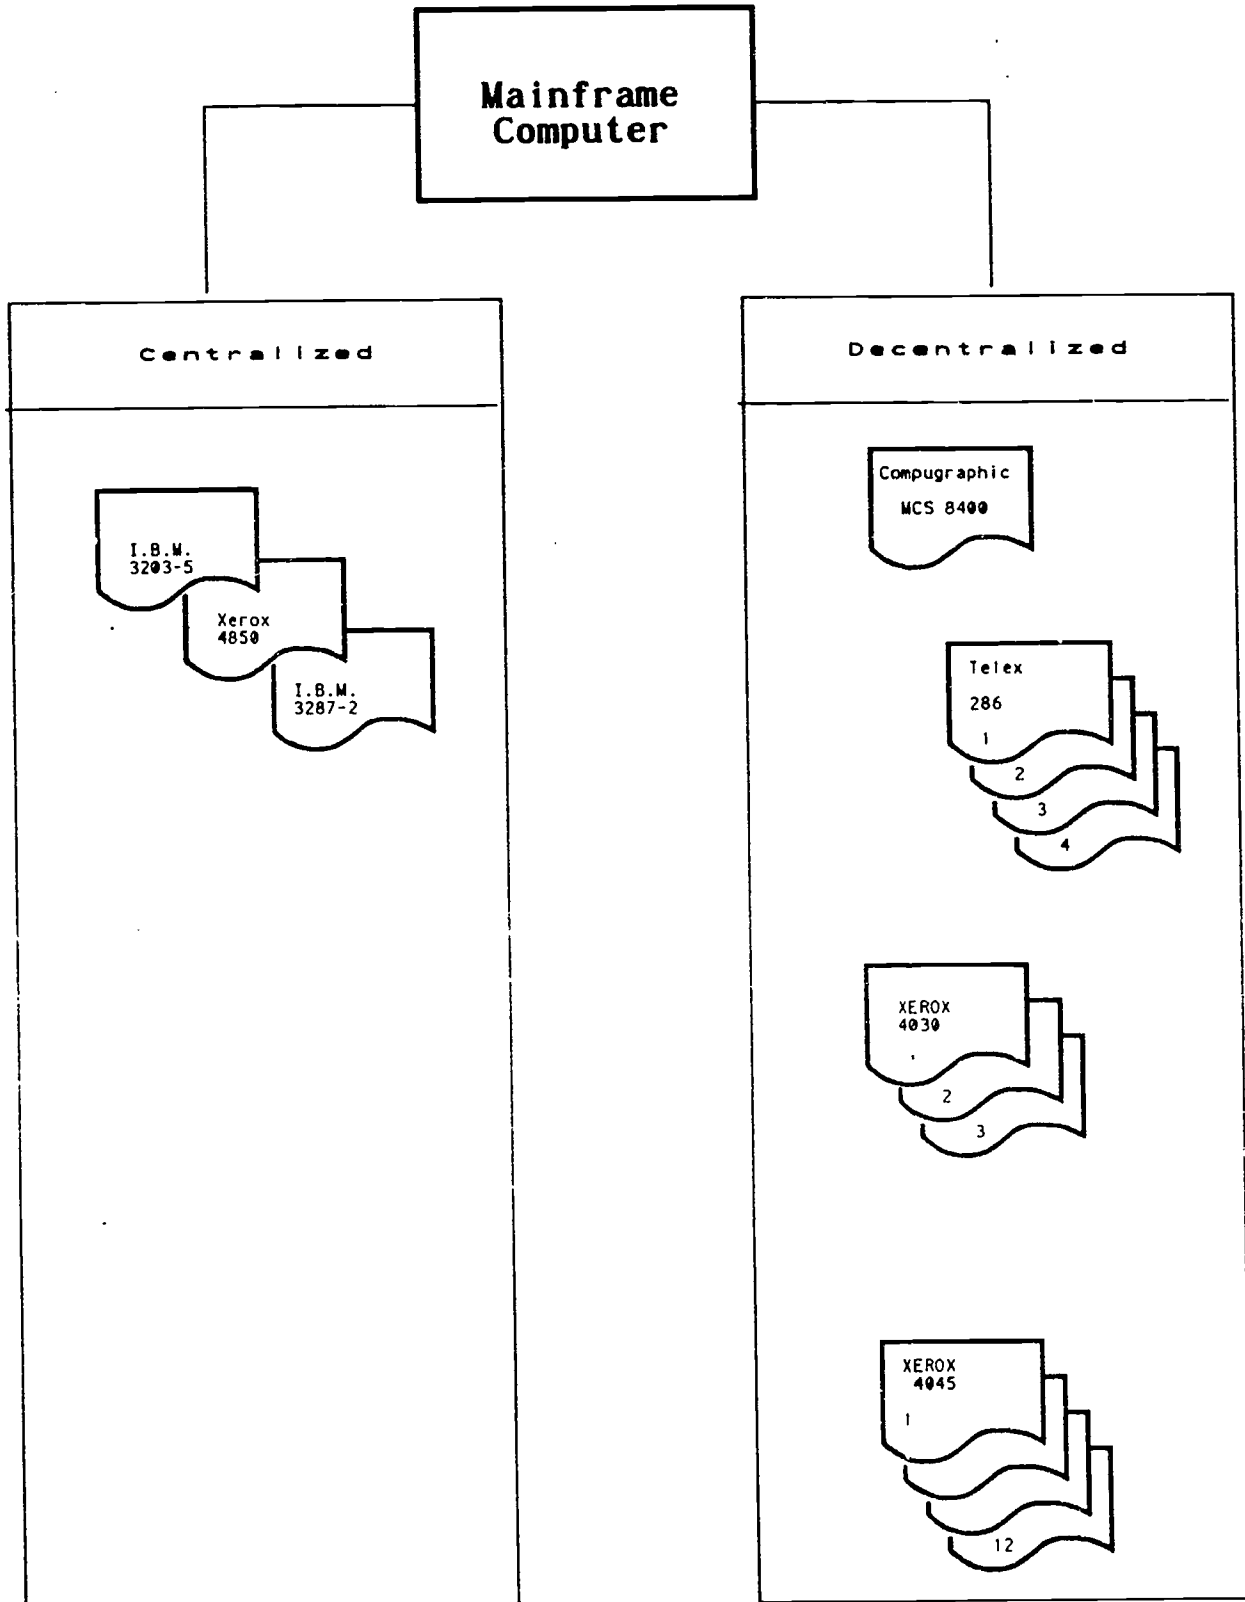 Mainframe
Computer
Centralized
Decentralized
I.B.M.
3203-5
Xerox
4850
I.B.M.
3287-2
Compugraphic
MCS 8400
Telex
286
1
2
3
4
XEROX
4030
2
3
XEROX
4045
1
12